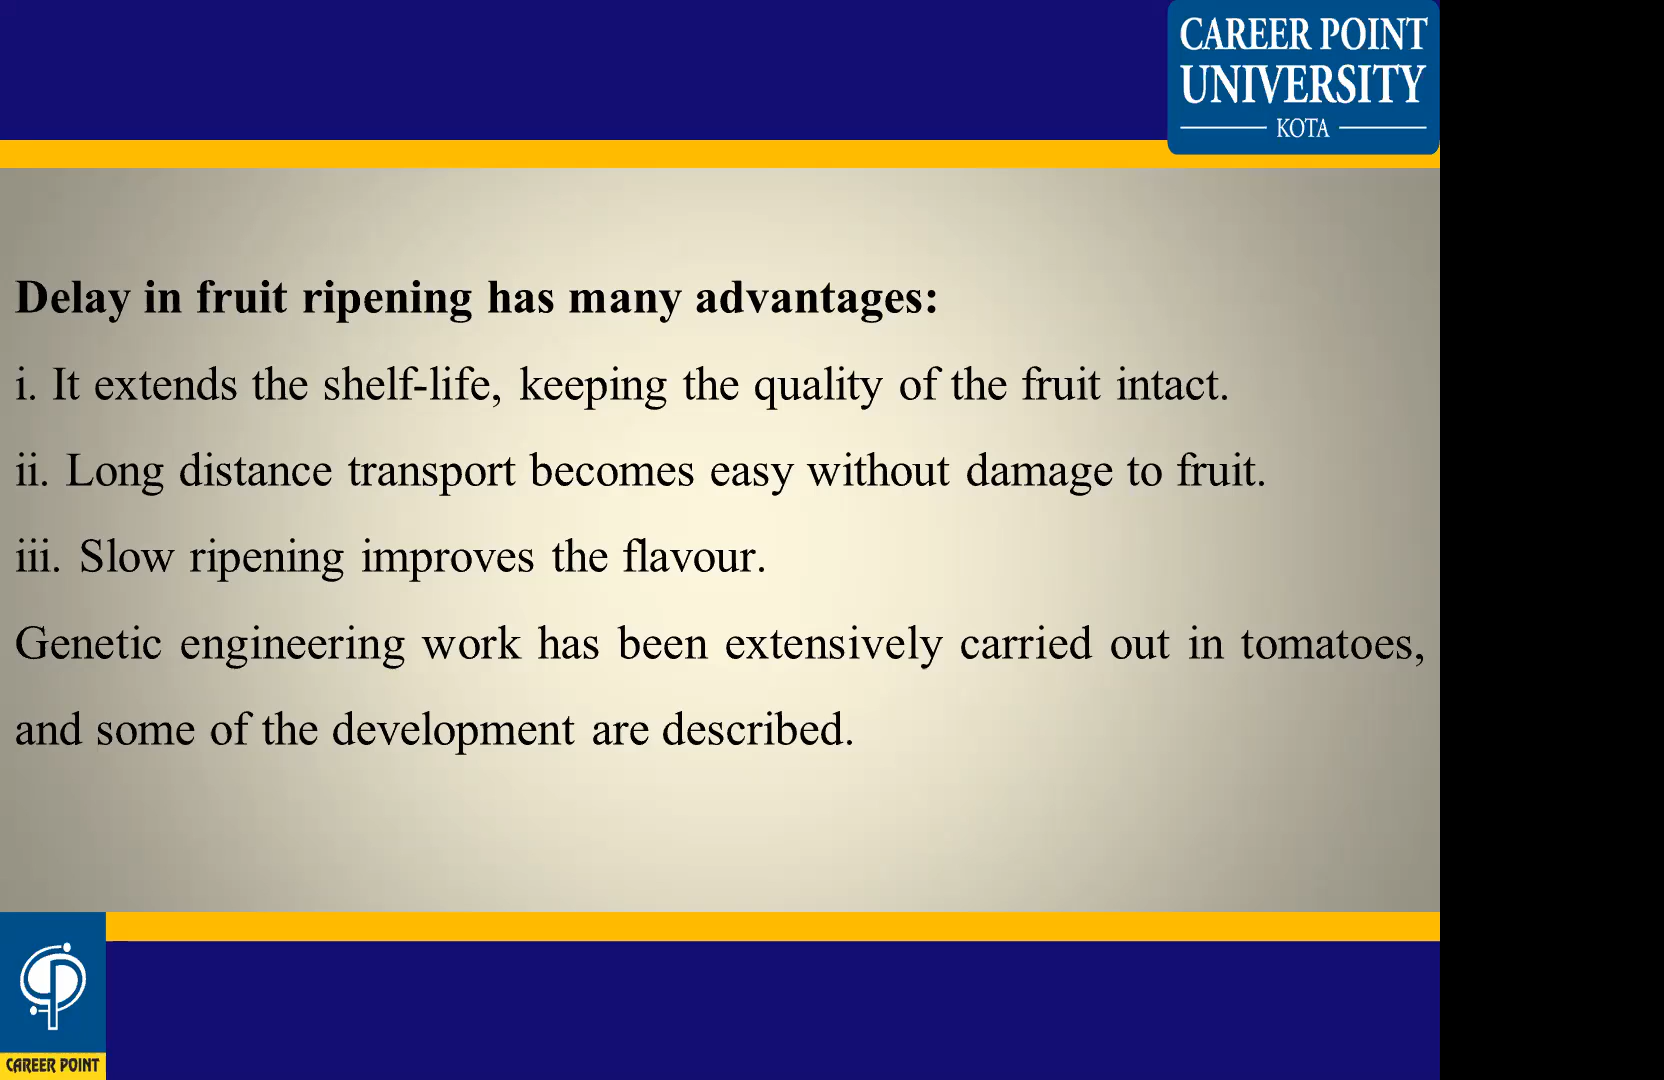 CAREER POINT
UNIVERSITY
KOTA
Delay in fruit ripening has many advantages:
i. It extends the shelf-life, keeping the quality of the fruit intact.
ii. Long distance transport becomes easy without damage to fruit.
iii. Slow ripening improves the flavour.
Genetic engineering work has been extensively carried out in tomatoes,
and some of the development are described.
CAREER POINT